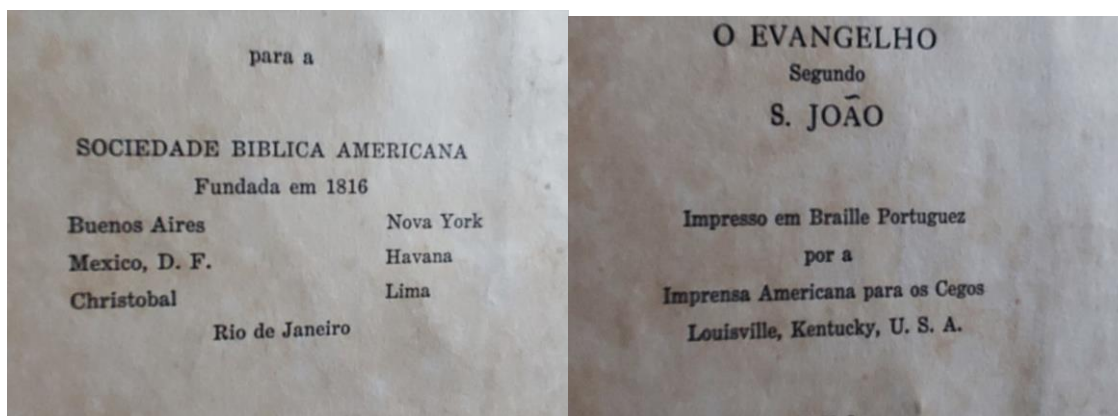 para a
SOCIEDADE BIBLICA AMERICANA
Fundada em 1816
Buenos Aires Nova York
Mexico, D. F. Havana
Christobal Lima
Rio de Janeiro
O EVANGELHO
Segundo
S. JOÃO
Impresso em Braille Portuguez
por a
Imprensa Americana para os Cegos
Louisville, Kentucky, U. S. A.